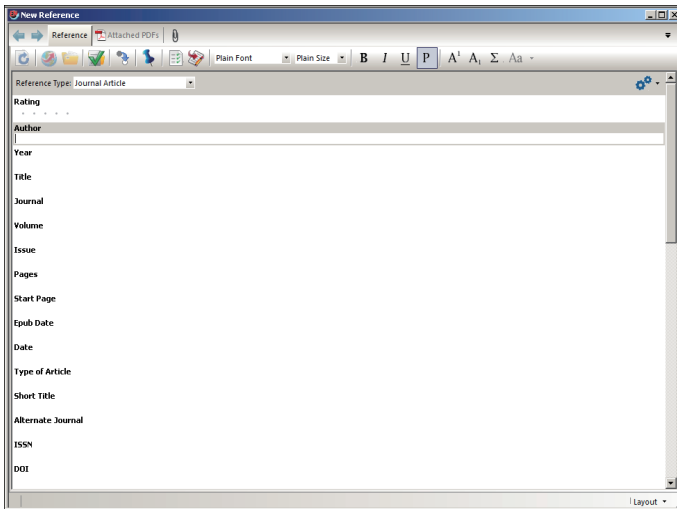 New Reference
Reference Attached PDFs
Plain Font Plain Size B I U P A¹ A₁ Σ Aa
Reference Type: Journal Article
Rating
Author
Year
Title
Journal
Volume
Issue
Pages
Start Page
Epub Date
Date
Type of Article
Short Title
Alternate Journal
ISSN
DOI
Layout